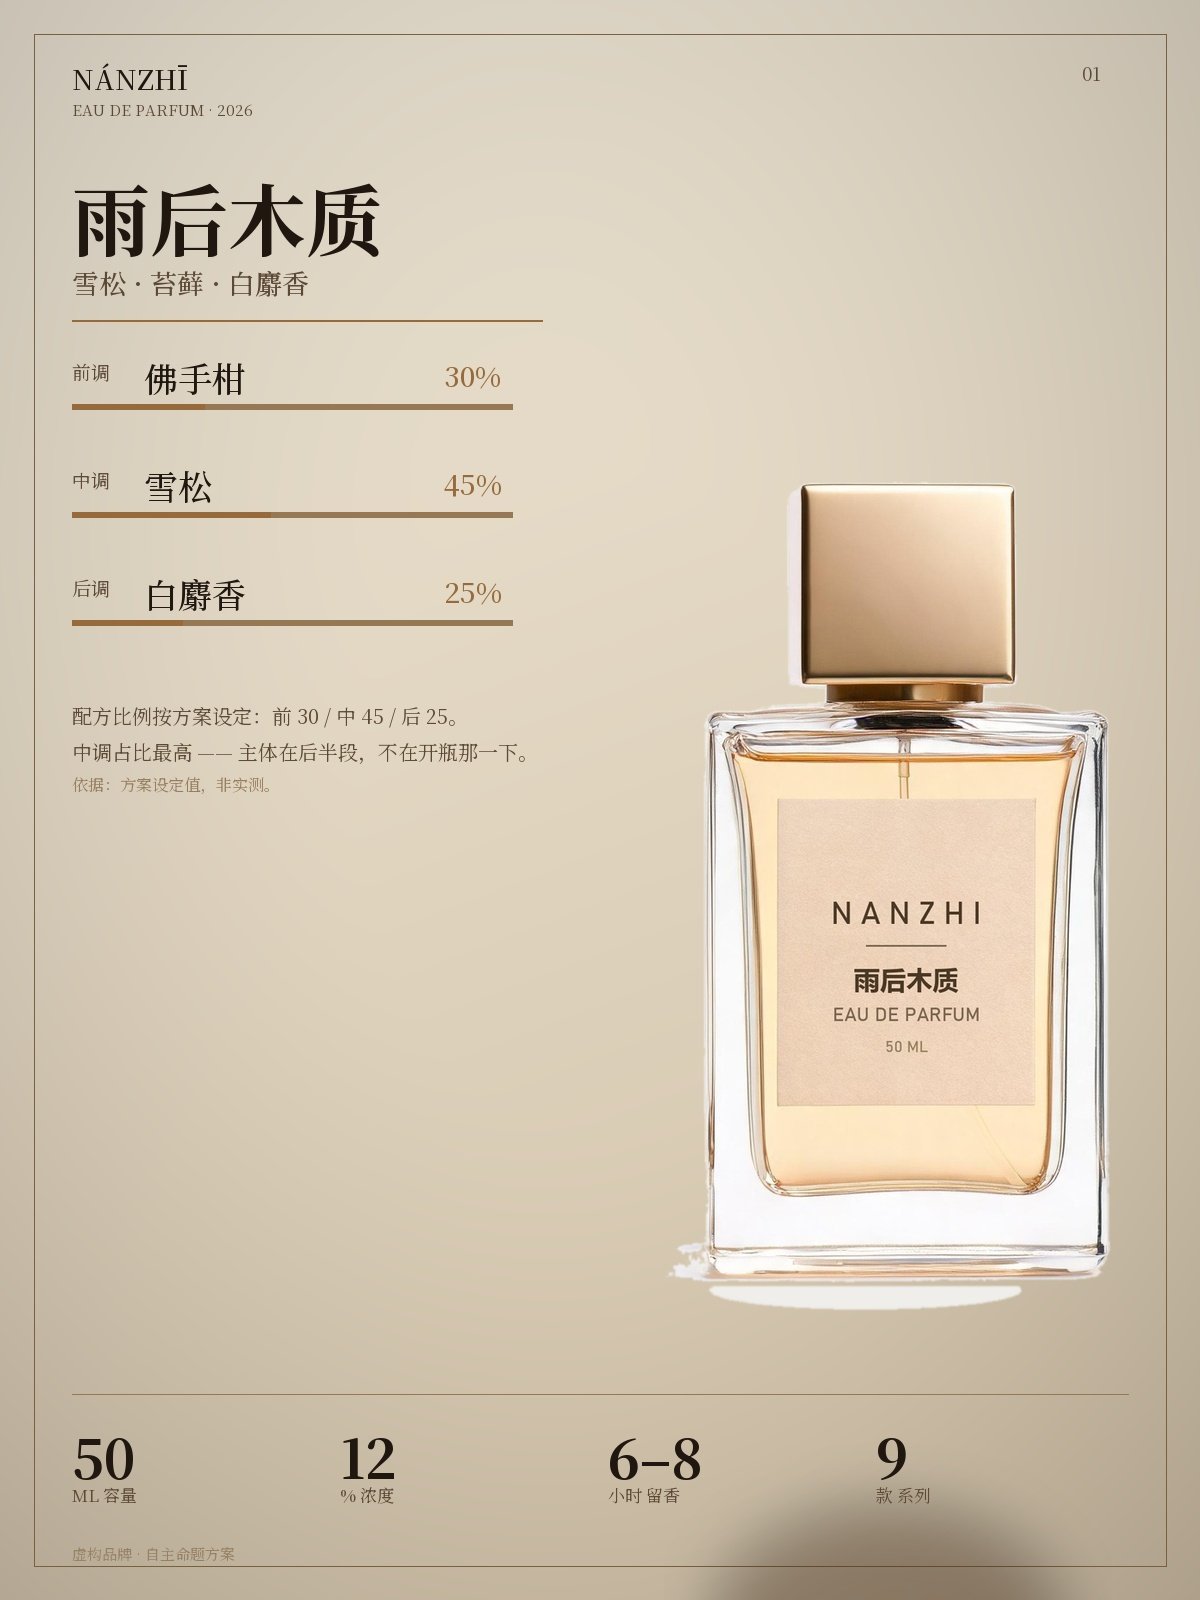 NÁNZHĪ
01
EAU DE PARFUM · 2026
雨后木质
雪松 · 苔藓 · 白麝香
前调 佛手柑 30%
中调 雪松 45%
后调 白麝香 25%
配方比例按方案设定：前 30 / 中 45 / 后 25。
中调占比最高 —— 主体在后半段，不在开瓶那一下。
依据：方案设定值，非实测。
NANZHI
雨后木质
EAU DE PARFUM
50 ML
50 12 6–8 9
ML 容量 % 浓度 小时 留香 款 系列
虚构品牌 · 自主命题方案